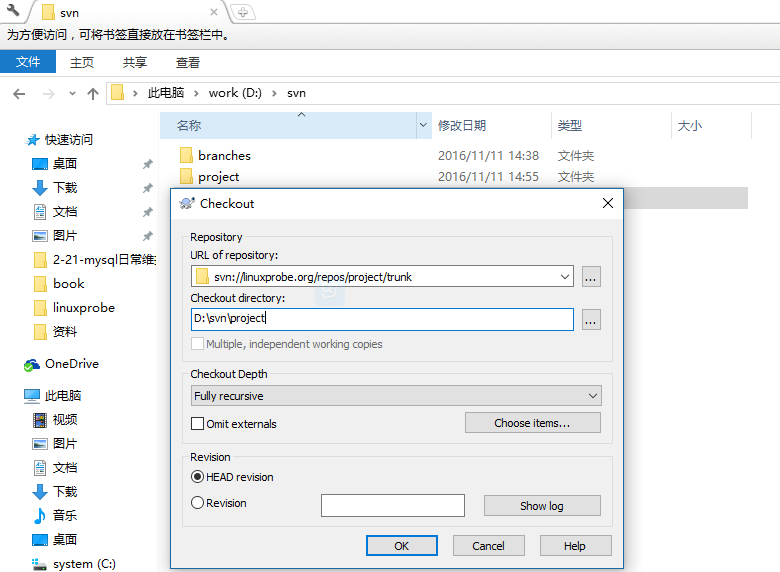 svn
为方便访问，可将书签直接放在书签栏中。
文件 主页 共享 查看
此电脑 work (D:) svn
名称 修改日期 类型 大小
快速访问
桌面
下载
文档
图片
2-21-mysql日常维
book
linuxprobe
资料
OneDrive
此电脑
视频
图片
文档
下载
音乐
桌面
system (C:)
branches 2016/11/11 14:38 文件夹
project 2016/11/11 14:55 文件夹
Checkout
Repository
URL of repository:
svn://linuxprobe.org/repos/project/trunk
...
Checkout directory:
D:\svn\project
...
Multiple, independent working copies
Checkout Depth
Fully recursive
Omit externals
Choose items...
Revision
HEAD revision
Revision
Show log
OK Cancel Help